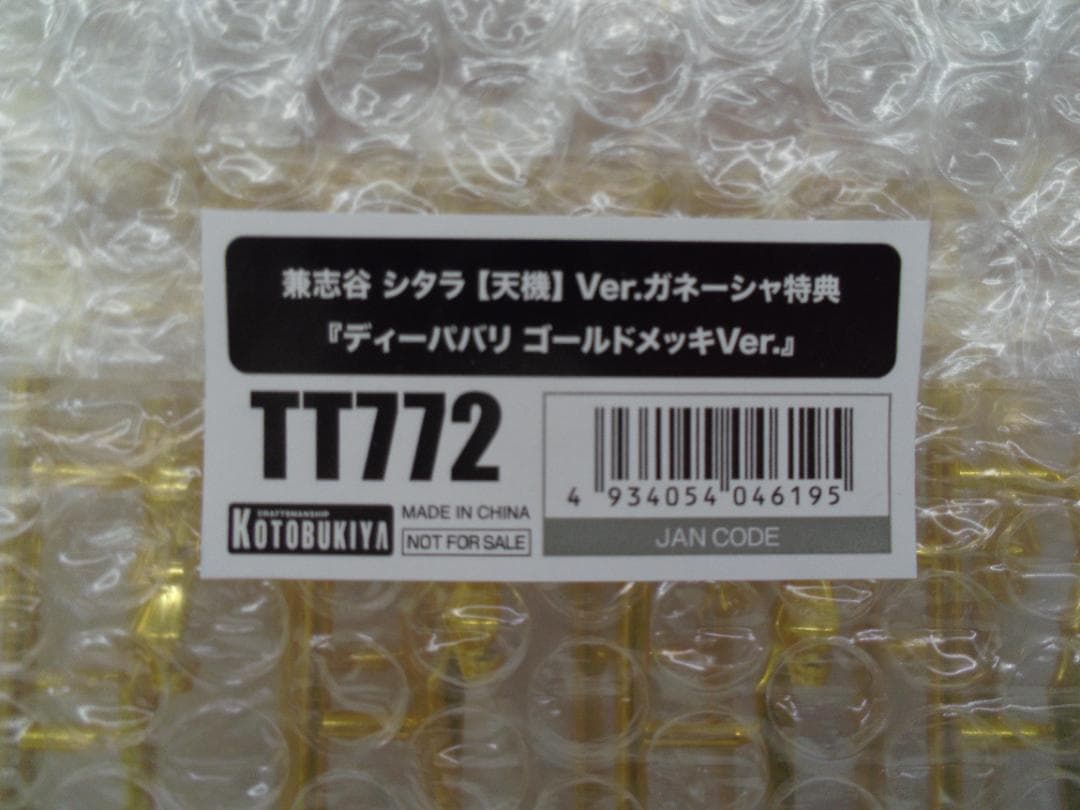 兼志谷 シタラ【天機】Ver.ガネーシャ特典
『ディーパバリ ゴールドメッキVer.』
TT772
4 934054 046195
CRAFTSMANSHIP
KOTOBUKIYA
MADE IN CHINA
NOT FOR SALE
JAN CODE